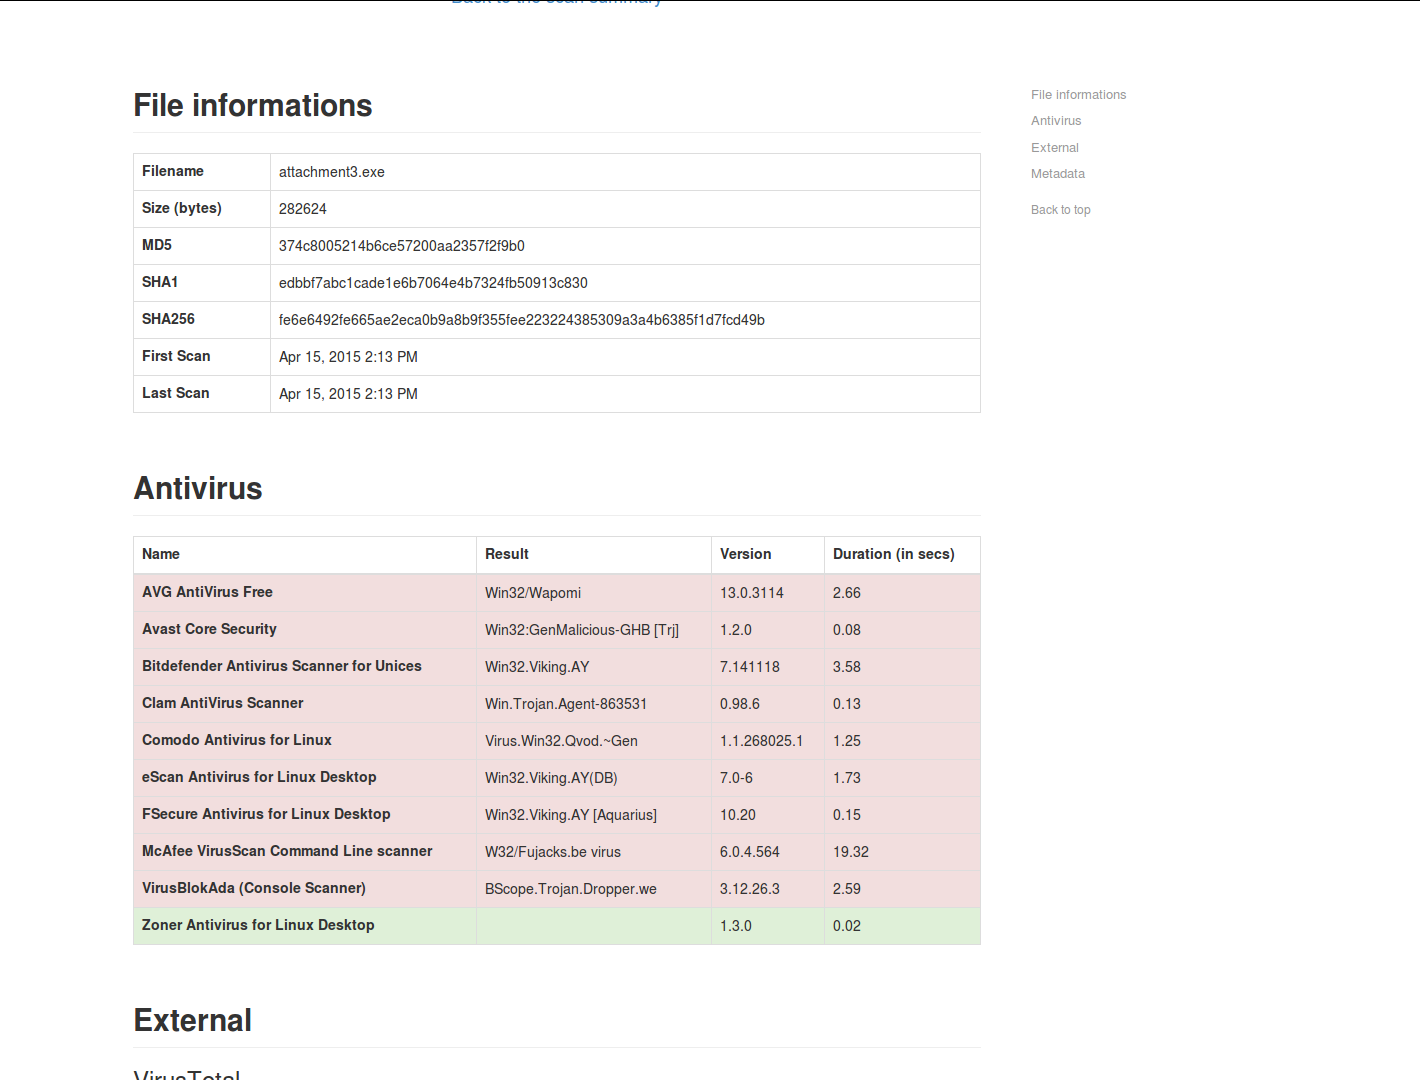 Back to the scan summary
File informations
Filename attachment3.exe
Size (bytes) 282624
MD5 374c8005214b6ce57200aa2357f2f9b0
SHA1 edbbf7abc1cade1e6b7064e4b7324fb50913c830
SHA256 fe6e6492fe665ae2eca0b9a8b9f355fee223224385309a3a4b6385f1d7fcd49b
First Scan Apr 15, 2015 2:13 PM
Last Scan Apr 15, 2015 2:13 PM
Antivirus
Name Result Version Duration (in secs)
AVG AntiVirus Free Win32/Wapomi 13.0.3114 2.66
Avast Core Security Win32:GenMalicious-GHB [Trj] 1.2.0 0.08
Bitdefender Antivirus Scanner for Unices Win32.Viking.AY 7.141118 3.58
Clam AntiVirus Scanner Win.Trojan.Agent-863531 0.98.6 0.13
Comodo Antivirus for Linux Virus.Win32.Qvod.~Gen 1.1.268025.1 1.25
eScan Antivirus for Linux Desktop Win32.Viking.AY(DB) 7.0-6 1.73
FSecure Antivirus for Linux Desktop Win32.Viking.AY [Aquarius] 10.20 0.15
McAfee VirusScan Command Line scanner W32/Fujacks.be virus 6.0.4.564 19.32
VirusBlokAda (Console Scanner) BScope.Trojan.Dropper.we 3.12.26.3 2.59
Zoner Antivirus for Linux Desktop 1.3.0 0.02
External
VirusTotal
File informations
Antivirus
External
Metadata
Back to top